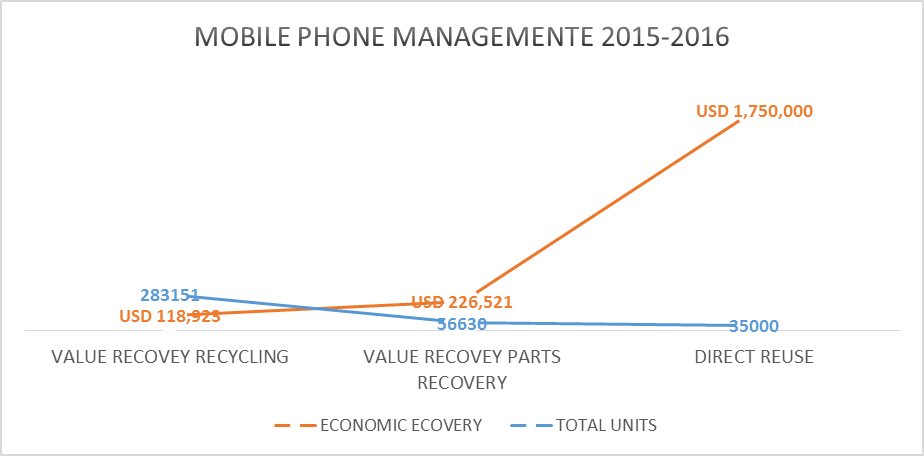 MOBILE PHONE MANAGEMENTE 2015-2016
USD 1,750,000
283151
USD 118,923
USD 226,521
56630
35000
VALUE RECOVEY RECYCLING
VALUE RECOVEY PARTS
RECOVERY
DIRECT REUSE
ECONOMIC ECOVERY
TOTAL UNITS